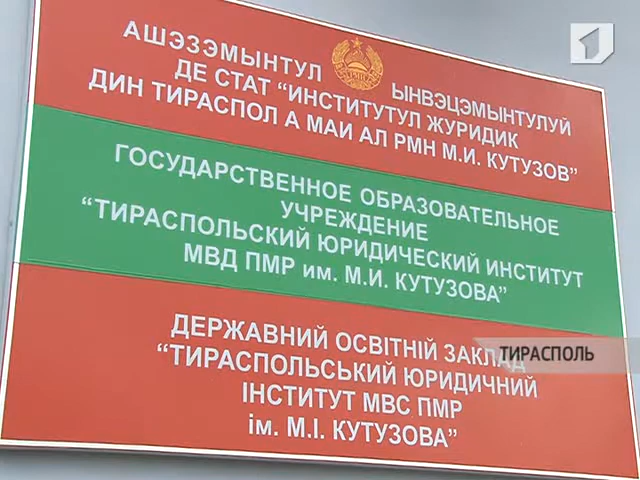 АШЭЗЭМЫНТУЛ ЫНВЭЦЭМЫНТУЛУЙ
ДЕ СТАТ “ИНСТИТУТУЛ ЖУРИДИК
ДИН ТИРАСПОЛ А МАИ АЛ РМН М.И. КУТУЗОВ”
ГОСУДАРСТВЕННОЕ ОБРАЗОВАТЕЛЬНОЕ
УЧРЕЖДЕНИЕ
“ТИРАСПОЛЬСКИЙ ЮРИДИЧЕСКИЙ ИНСТИТУТ
МВД ПМР им. М.И. КУТУЗОВА”
ДЕРЖАВНИЙ ОСВІТНІЙ ЗАКЛАД
“ТИРАСПОЛЬСЬКИЙ ЮРИДИЧНИЙ
ІНСТИТУТ МВС ПМР
ім. М.І. КУТУЗОВА”
ТИРАСПОЛЬ
1